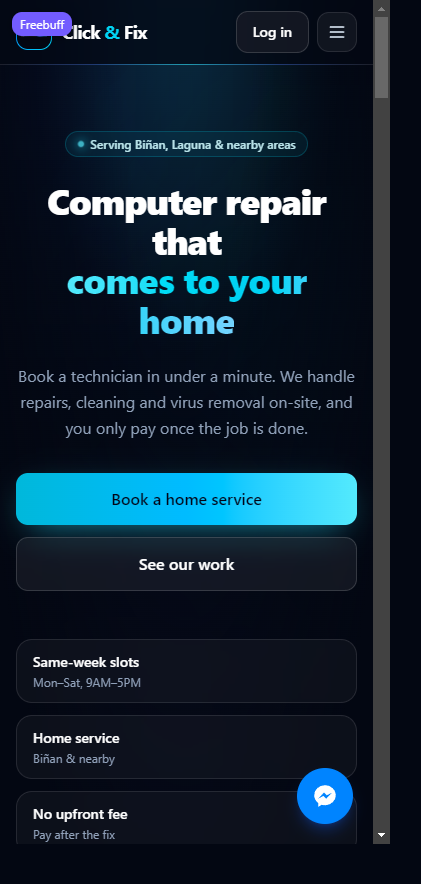 Freebuff
Click & Fix
Log in
Serving Biñan, Laguna & nearby areas
Computer repair
that
comes to your
home
Book a technician in under a minute. We handle
repairs, cleaning and virus removal on-site, and
you only pay once the job is done.
Book a home service
See our work
Same-week slots
Mon–Sat, 9AM–5PM
Home service
Biñan & nearby
No upfront fee
Pay after the fix